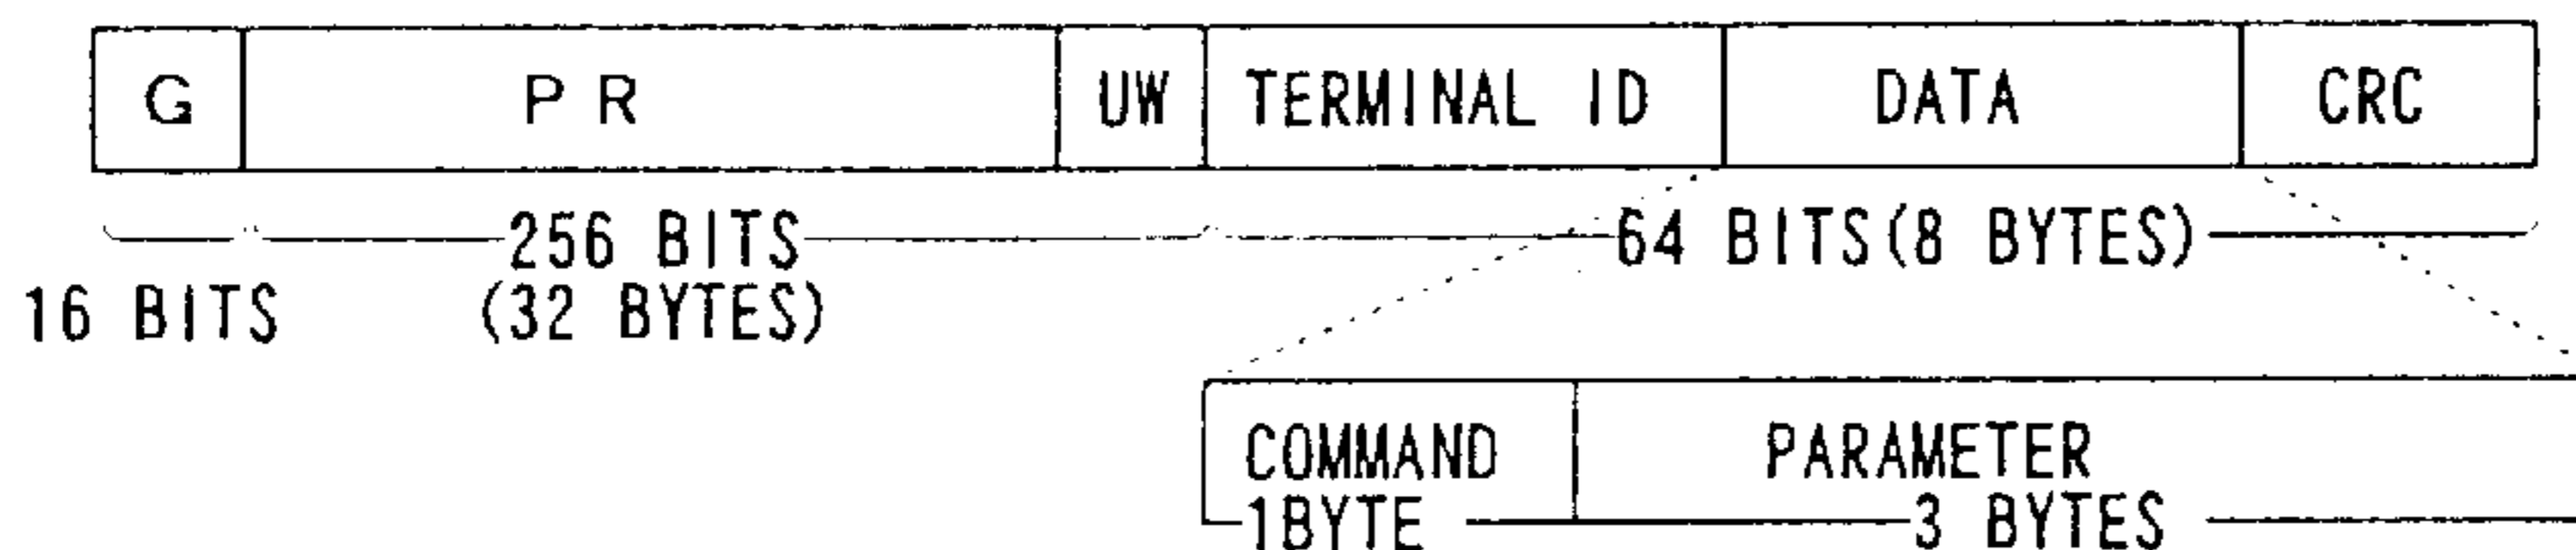 G P R UW TERMINAL ID DATA CRC
256 BITS 64 BITS(8 BYTES)
16 BITS (32 BYTES)
COMMAND PARAMETER
1BYTE 3 BYTES